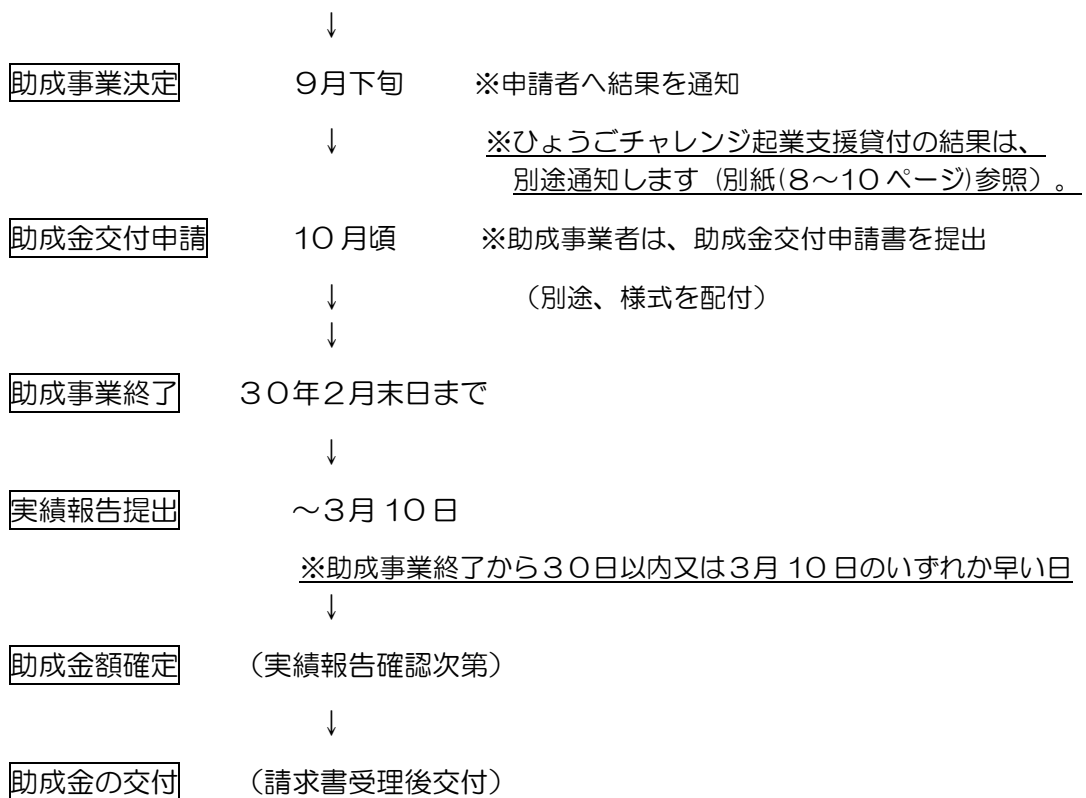 ↓
助成事業決定 ９月下旬 ※申請者へ結果を通知
↓ ※ひょうごチャレンジ起業支援貸付の結果は、
別途通知します（別紙(８～10ページ)参照）。
助成金交付申請 10月頃 ※助成事業者は、助成金交付申請書を提出
↓ （別途、様式を配付）
↓
助成事業終了 ３０年２月末日まで
↓
実績報告提出 ～３月10日
※助成事業終了から３０日以内又は３月10日のいずれか早い日
↓
助成金額確定 （実績報告確認次第）
↓
助成金の交付 （請求書受理後交付）